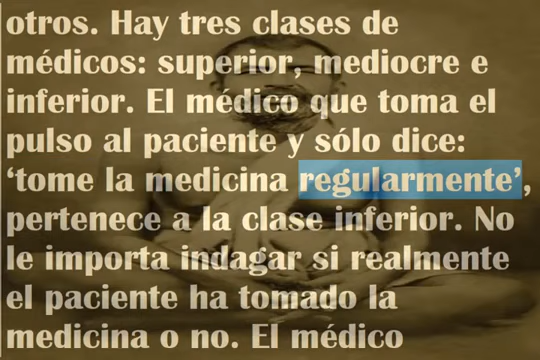 otros. Hay tres clases de
médicos: superior, mediocre e
inferior. El médico que toma el
pulso al paciente y sólo dice:
‘tome la medicina regularmente’,
pertenece a la clase inferior. No
le importa indagar si realmente
el paciente ha tomado la
medicina o no. El médico